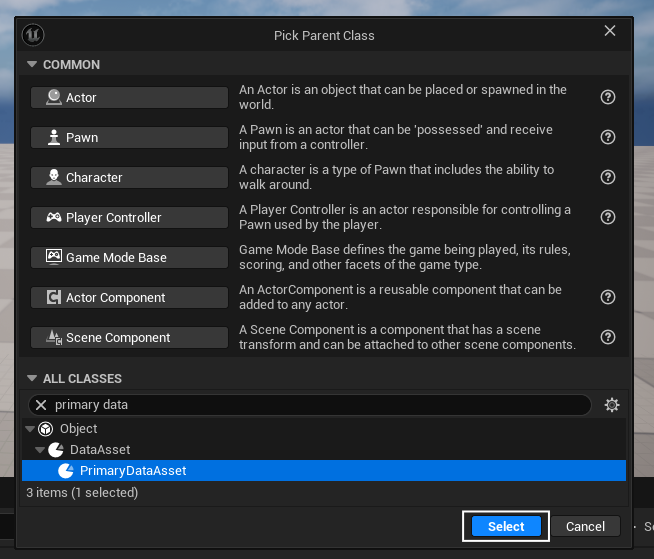 Pick Parent Class
COMMON
Actor
An Actor is an object that can be placed or spawned in the
world.
Pawn
A Pawn is an actor that can be 'possessed' and receive
input from a controller.
Character
A character is a type of Pawn that includes the ability to
walk around.
Player Controller
A Player Controller is an actor responsible for controlling a
Pawn used by the player.
Game Mode Base
Game Mode Base defines the game being played, its rules,
scoring, and other facets of the game type.
Actor Component
An ActorComponent is a reusable component that can be
added to any actor.
Scene Component
A Scene Component is a component that has a scene
transform and can be attached to other scene components.
ALL CLASSES
primary data
Object
DataAsset
PrimaryDataAsset
3 items (1 selected)
Select
Cancel